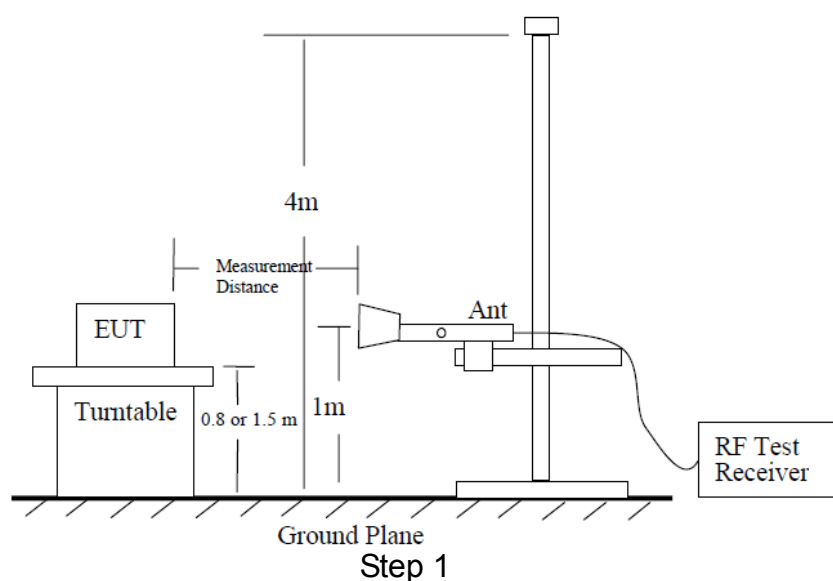 4m
Measurement
Distance
Ant
EUT
Turntable
0.8 or 1.5 m
1m
RF Test
Receiver
Ground Plane
Step 1